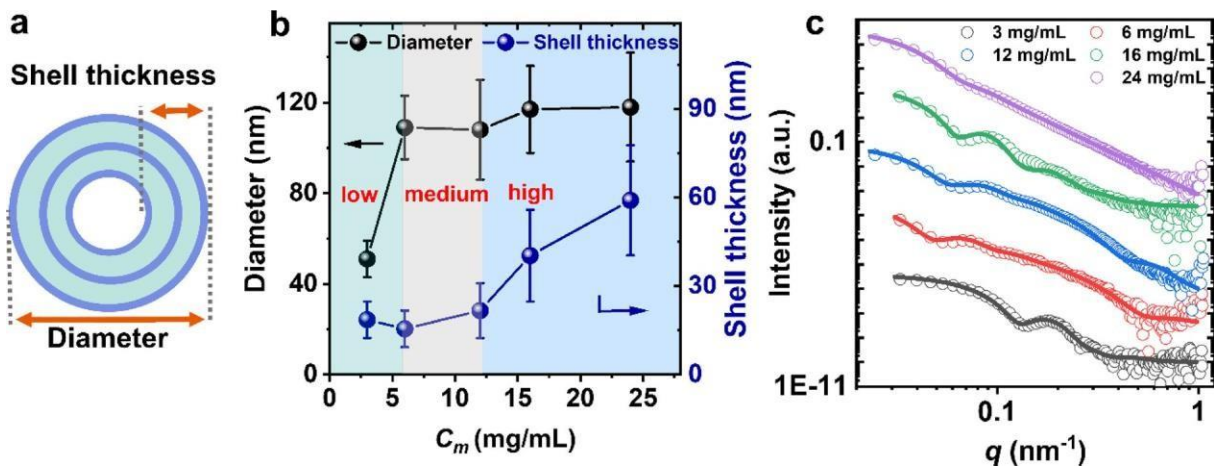 a
Shell thickness
Diameter
b
Diameter
Shell thickness
low
medium
high
Diameter (nm)
120
80
40
0
Shell thickness (nm)
90
60
30
0
0
5
10
15
20
25
C_m (mg/mL)
c
3 mg/mL
6 mg/mL
12 mg/mL
16 mg/mL
24 mg/mL
Intensity (a.u.)
0.1
1E-11
0.1
1
q (nm⁻¹)